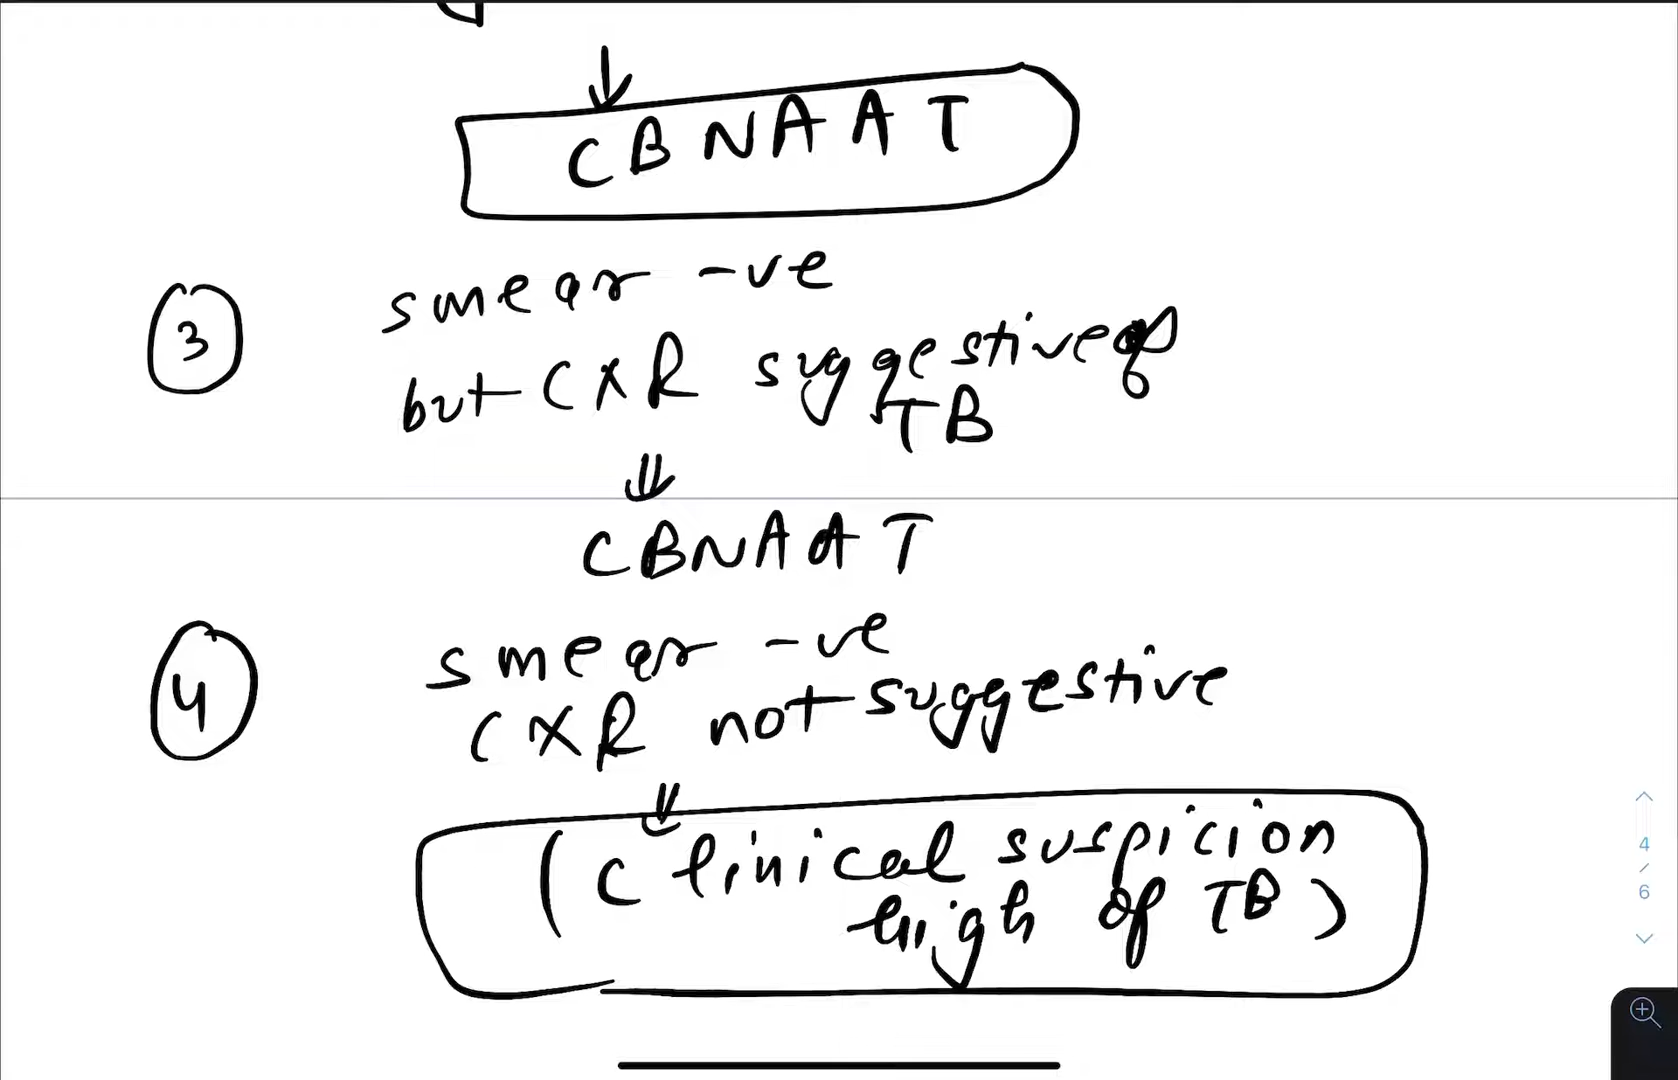 ↓
CBNAAT
3
smear -ve
but CXR suggestive of
TB
⇓
CBNAAT
4
smear -ve
CXR not suggestive
⇓
(Clinical suspicion
high of TB)
4
/
6